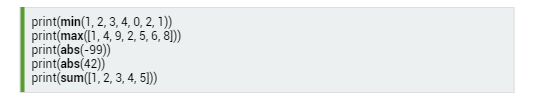 print(min(1, 2, 3, 4, 0, 2, 1))
print(max([1, 4, 9, 2, 5, 6, 8]))
print(abs(-99))
print(abs(42))
print(sum([1, 2, 3, 4, 5]))